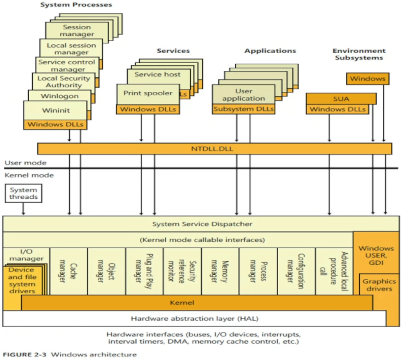 System Processes
Session
manager
Local session
manager
Service control
manager
Local Security
Authority
Winlogon
Wininit
Windows DLLs
Services
Service host
Print spooler
Windows DLLs
Applications
User
application
Subsystem DLLs
Environment
Subsystems
Windows
SUA
Windows DLLs
NTDLL.DLL
User mode
Kernel mode
System
threads
System Service Dispatcher
(Kernel mode callable interfaces)
I/O
manager
Device
and file
system
drivers
Cache
manager
Object
manager
Plug and Play
manager
Security
reference
monitor
Memory
manager
Process
manager
Configuration
manager
Advanced local
procedure
call
Windows
USER,
GDI
Graphics
drivers
Kernel
Hardware abstraction layer (HAL)
Hardware interfaces (buses, I/O devices, interrupts,
interval timers, DMA, memory cache control, etc.)
FIGURE 2-3 Windows architecture